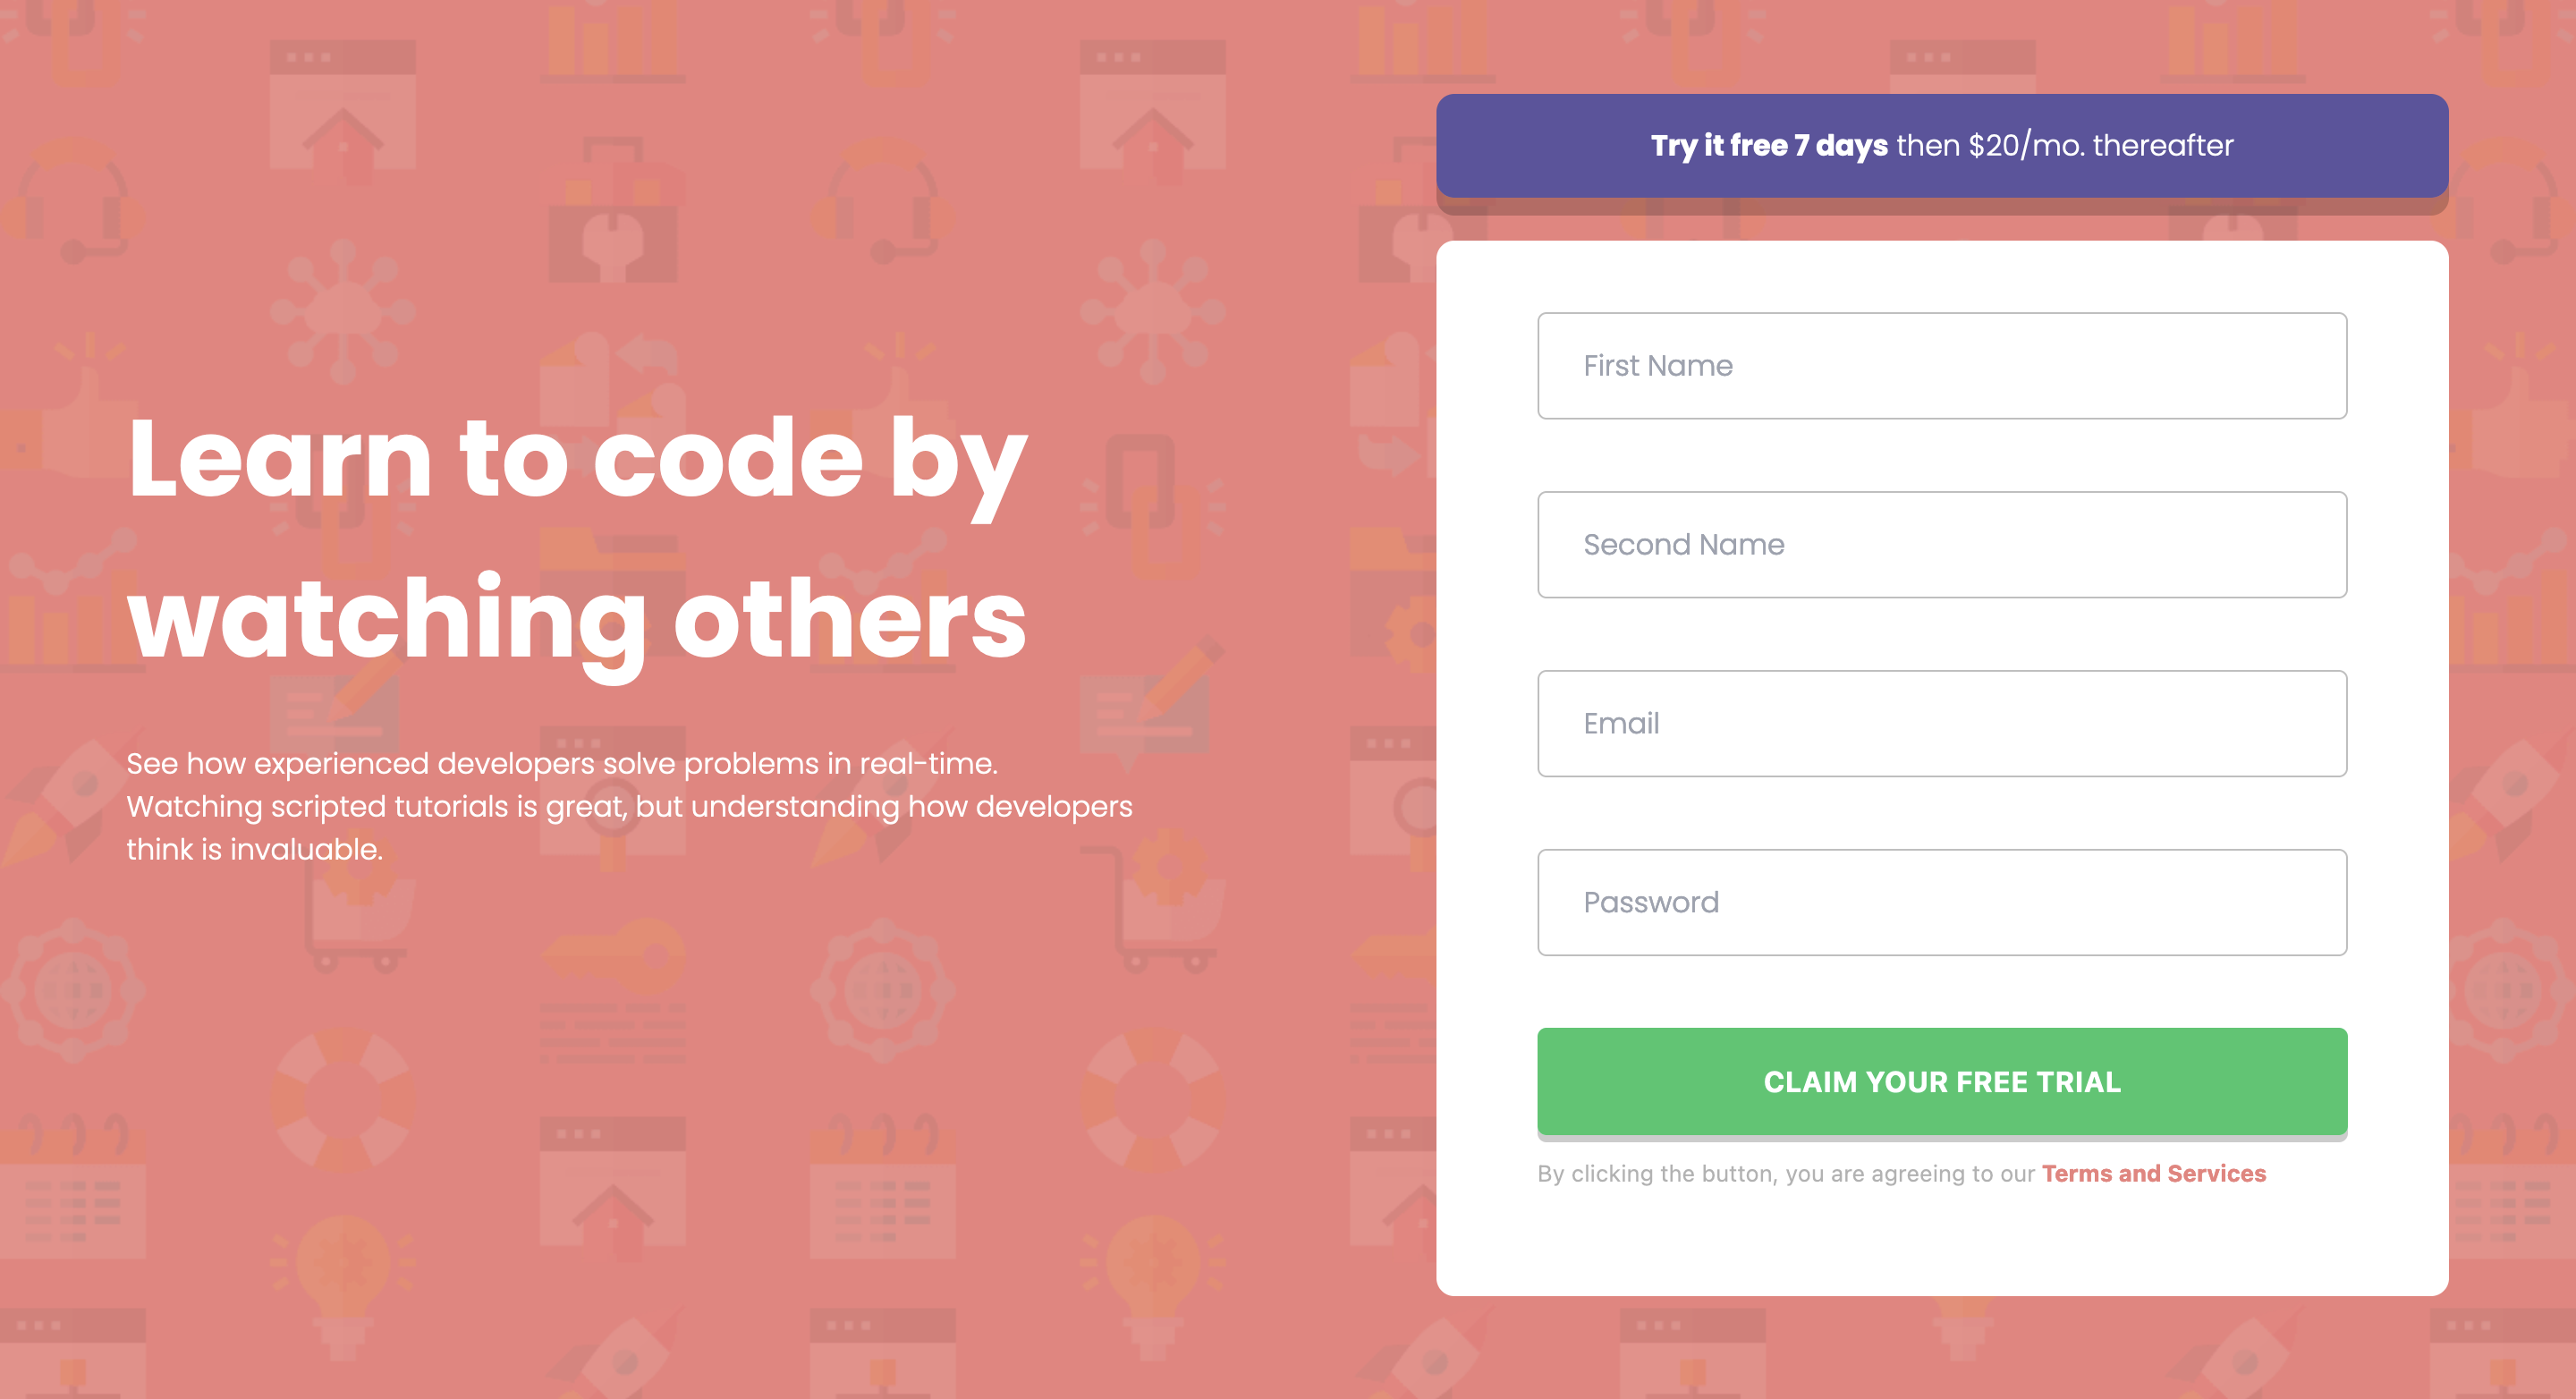 Learn to code by
watching others
See how experienced developers solve problems in real-time.
Watching scripted tutorials is great, but understanding how developers
think is invaluable.
Try it free 7 days then $20/mo. thereafter
First Name
Second Name
Email
Password
CLAIM YOUR FREE TRIAL
By clicking the button, you are agreeing to our Terms and Services